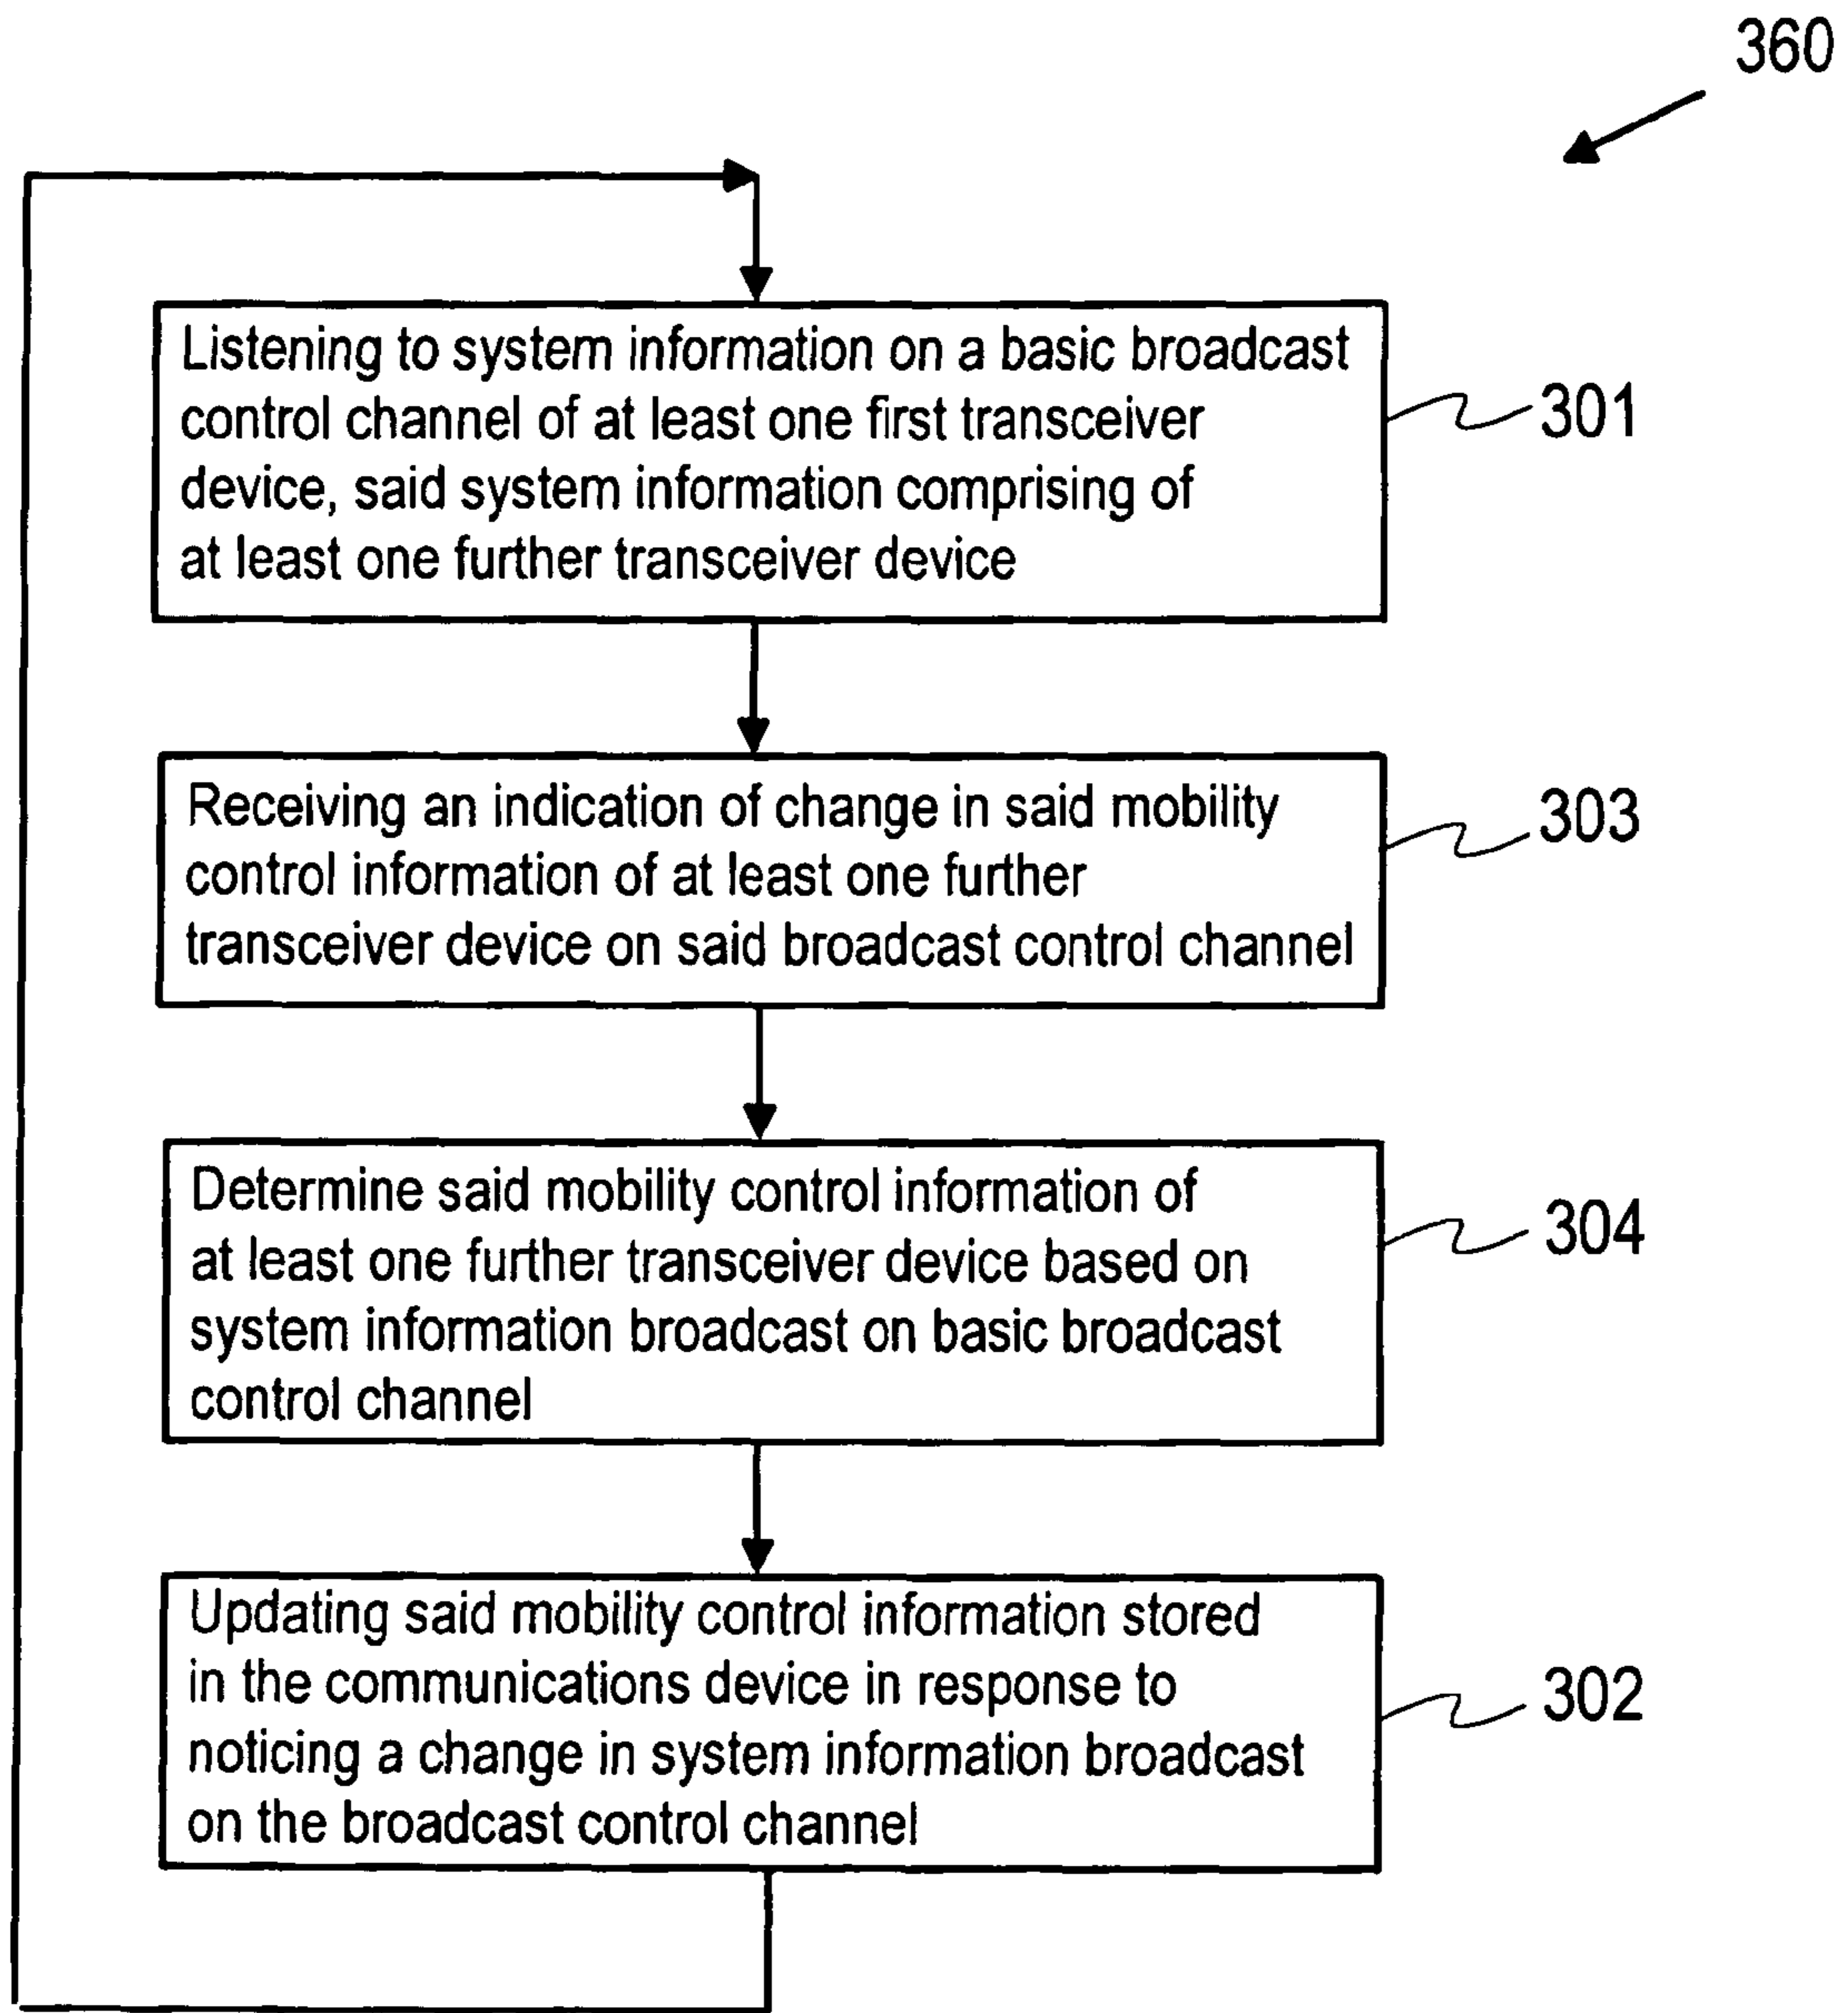 360
Listening to system information on a basic broadcast
control channel of at least one first transceiver
device, said system information comprising of
at least one further transceiver device
301
Receiving an indication of change in said mobility
control information of at least one further
transceiver device on said broadcast control channel
303
Determine said mobility control information of
at least one further transceiver device based on
system information broadcast on basic broadcast
control channel
304
Updating said mobility control information stored
in the communications device in response to
noticing a change in system information broadcast
on the broadcast control channel
302